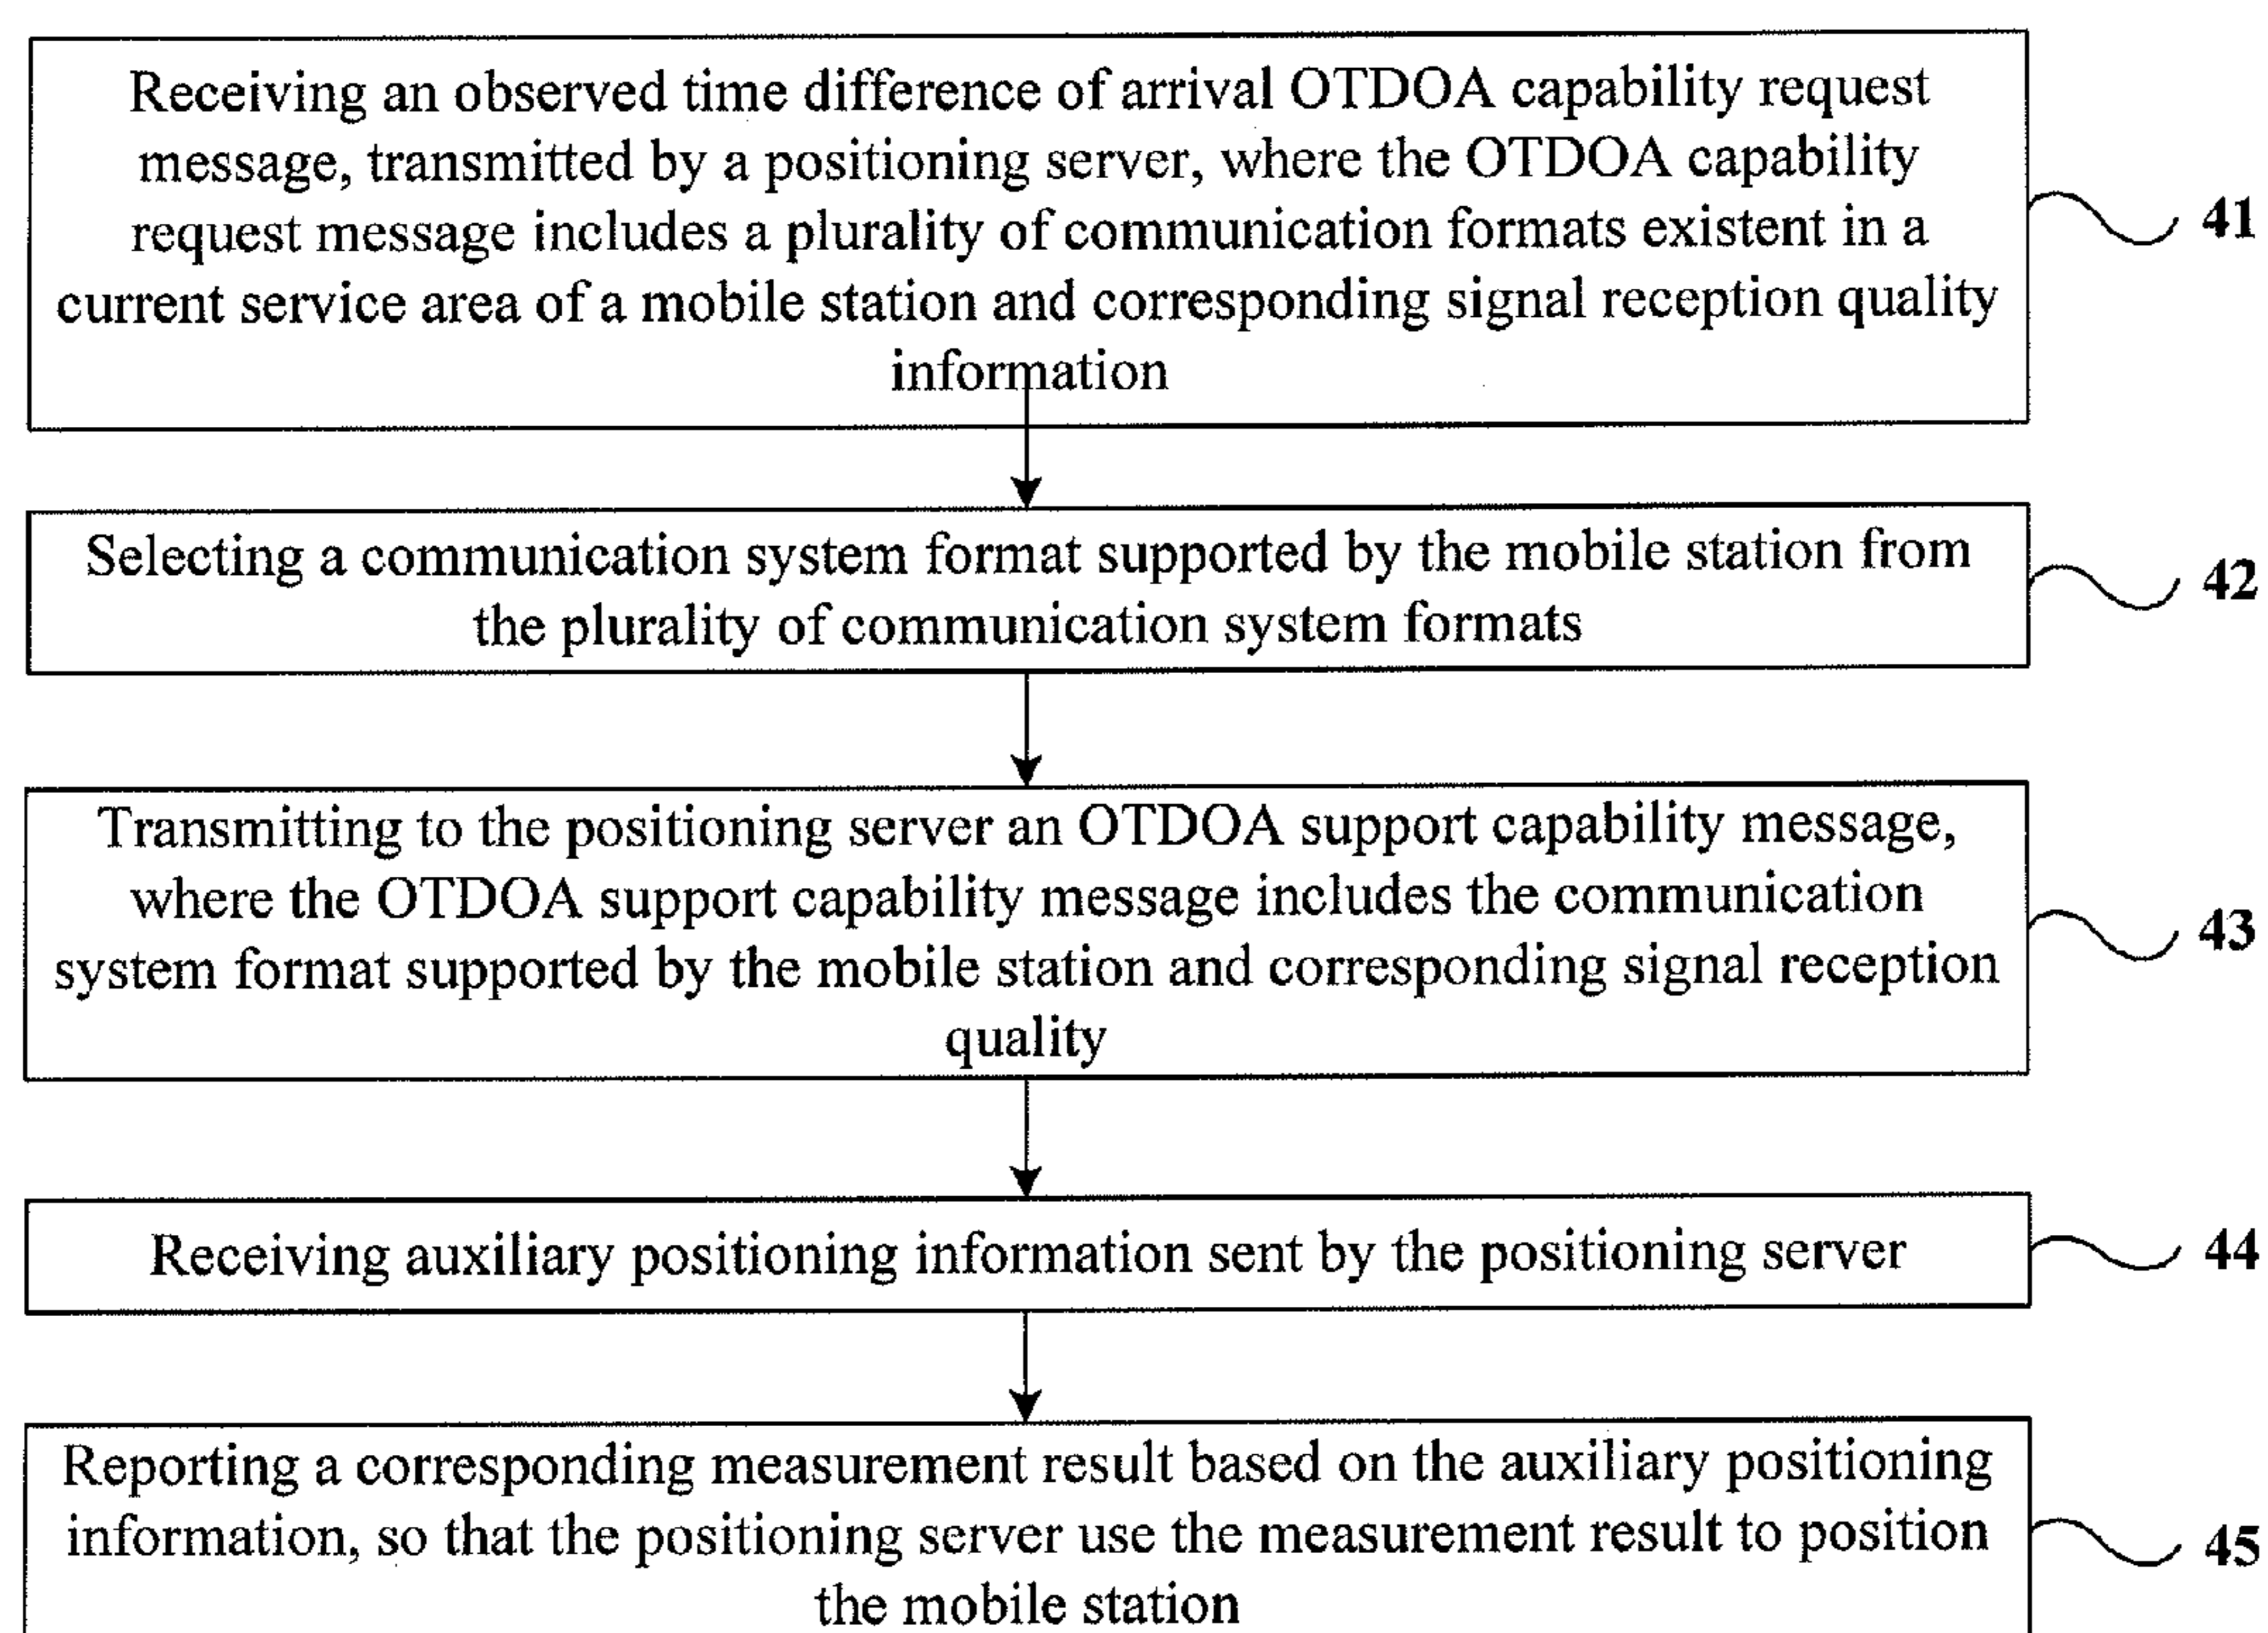 Receiving an observed time difference of arrival OTDOA capability request
message, transmitted by a positioning server, where the OTDOA capability
request message includes a plurality of communication formats existent in a
current service area of a mobile station and corresponding signal reception quality
information
41
Selecting a communication system format supported by the mobile station from
the plurality of communication system formats
42
Transmitting to the positioning server an OTDOA support capability message,
where the OTDOA support capability message includes the communication
system format supported by the mobile station and corresponding signal reception
quality
43
Receiving auxiliary positioning information sent by the positioning server
44
Reporting a corresponding measurement result based on the auxiliary positioning
information, so that the positioning server use the measurement result to position
the mobile station
45